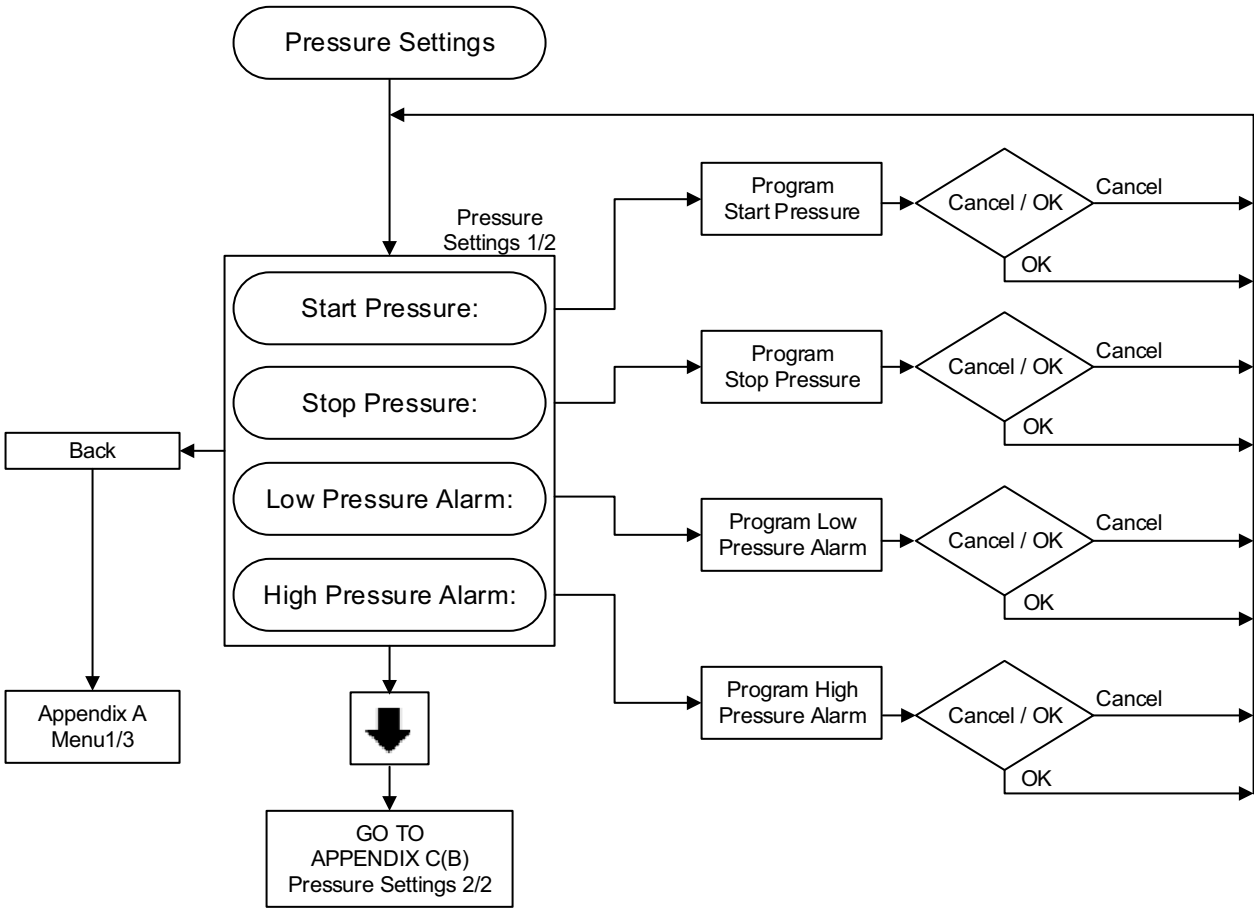 Pressure Settings
Pressure
Settings 1/2
Start Pressure:
Stop Pressure:
Low Pressure Alarm:
High Pressure Alarm:
Back
Appendix A
Menu1/3
GO TO
APPENDIX C(B)
Pressure Settings 2/2
Program
Start Pressure
Cancel / OK
Cancel
OK
Program
Stop Pressure
Cancel / OK
Cancel
OK
Program Low
Pressure Alarm
Cancel / OK
Cancel
OK
Program High
Pressure Alarm
Cancel / OK
Cancel
OK